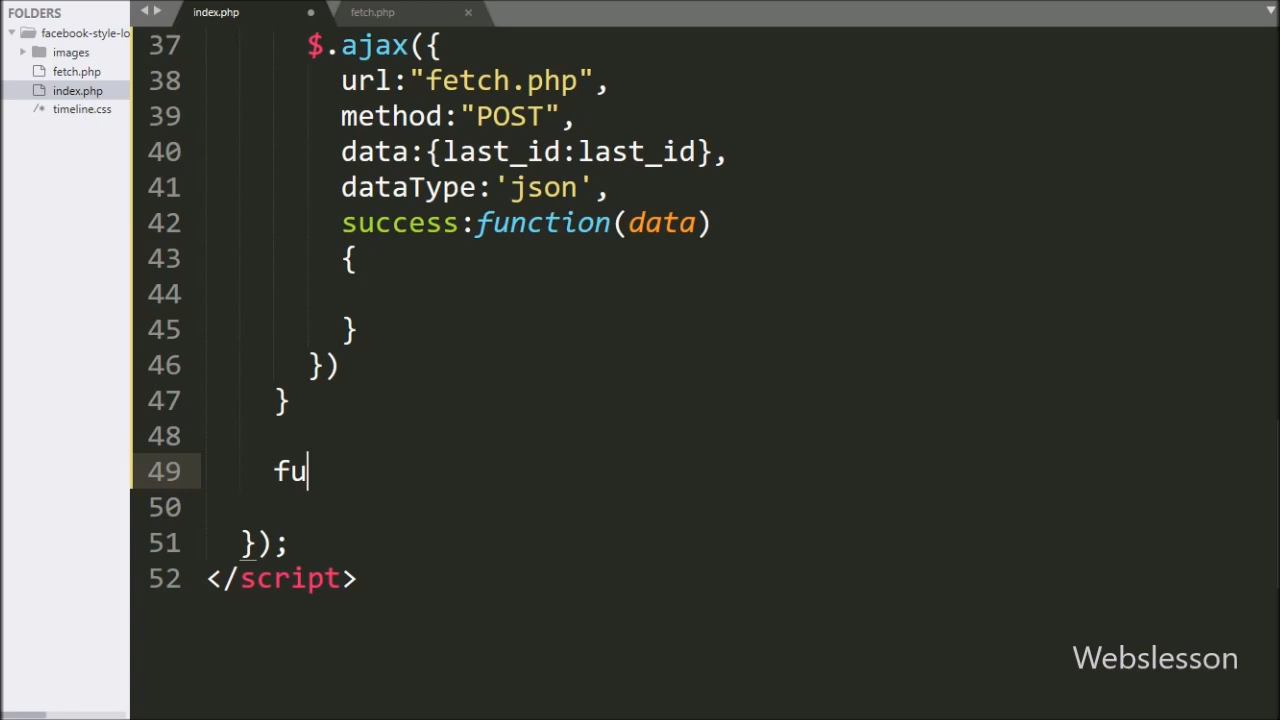 FOLDERS
facebook-style-lo
images
fetch.php
index.php
/* timeline.css
index.php
fetch.php ×
37 $.ajax({
38 url:"fetch.php",
39 method:"POST",
40 data:{last_id:last_id},
41 dataType:'json',
42 success:function(data)
43 {
44
45 }
46 })
47 }
48
49 fu
50
51 });
52 </script>
Webslesson